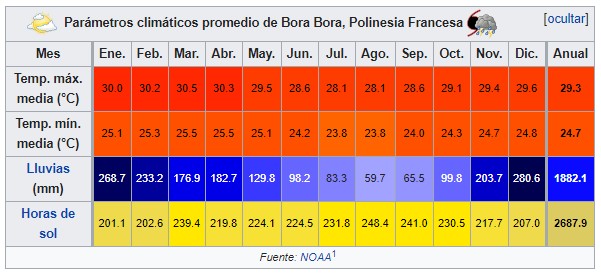 Parámetros climáticos promedio de Bora Bora, Polinesia Francesa [ocultar]
Mes Ene. Feb. Mar. Abr. May. Jun. Jul. Ago. Sep. Oct. Nov. Dic. Anual
Temp. máx. media (°C) 30.0 30.2 30.5 30.3 29.5 28.6 28.1 28.1 28.6 29.1 29.4 29.6 29.3
Temp. mín. media (°C) 25.1 25.3 25.5 25.5 25.1 24.2 23.8 23.8 24.0 24.3 24.7 24.8 24.7
Lluvias (mm) 268.7 233.2 176.9 182.7 129.8 98.2 83.3 59.7 65.5 99.8 203.7 280.6 1882.1
Horas de sol 201.1 202.6 239.4 219.8 224.1 224.5 231.8 248.4 241.0 230.5 217.7 207.0 2687.9
Fuente: NOAA1